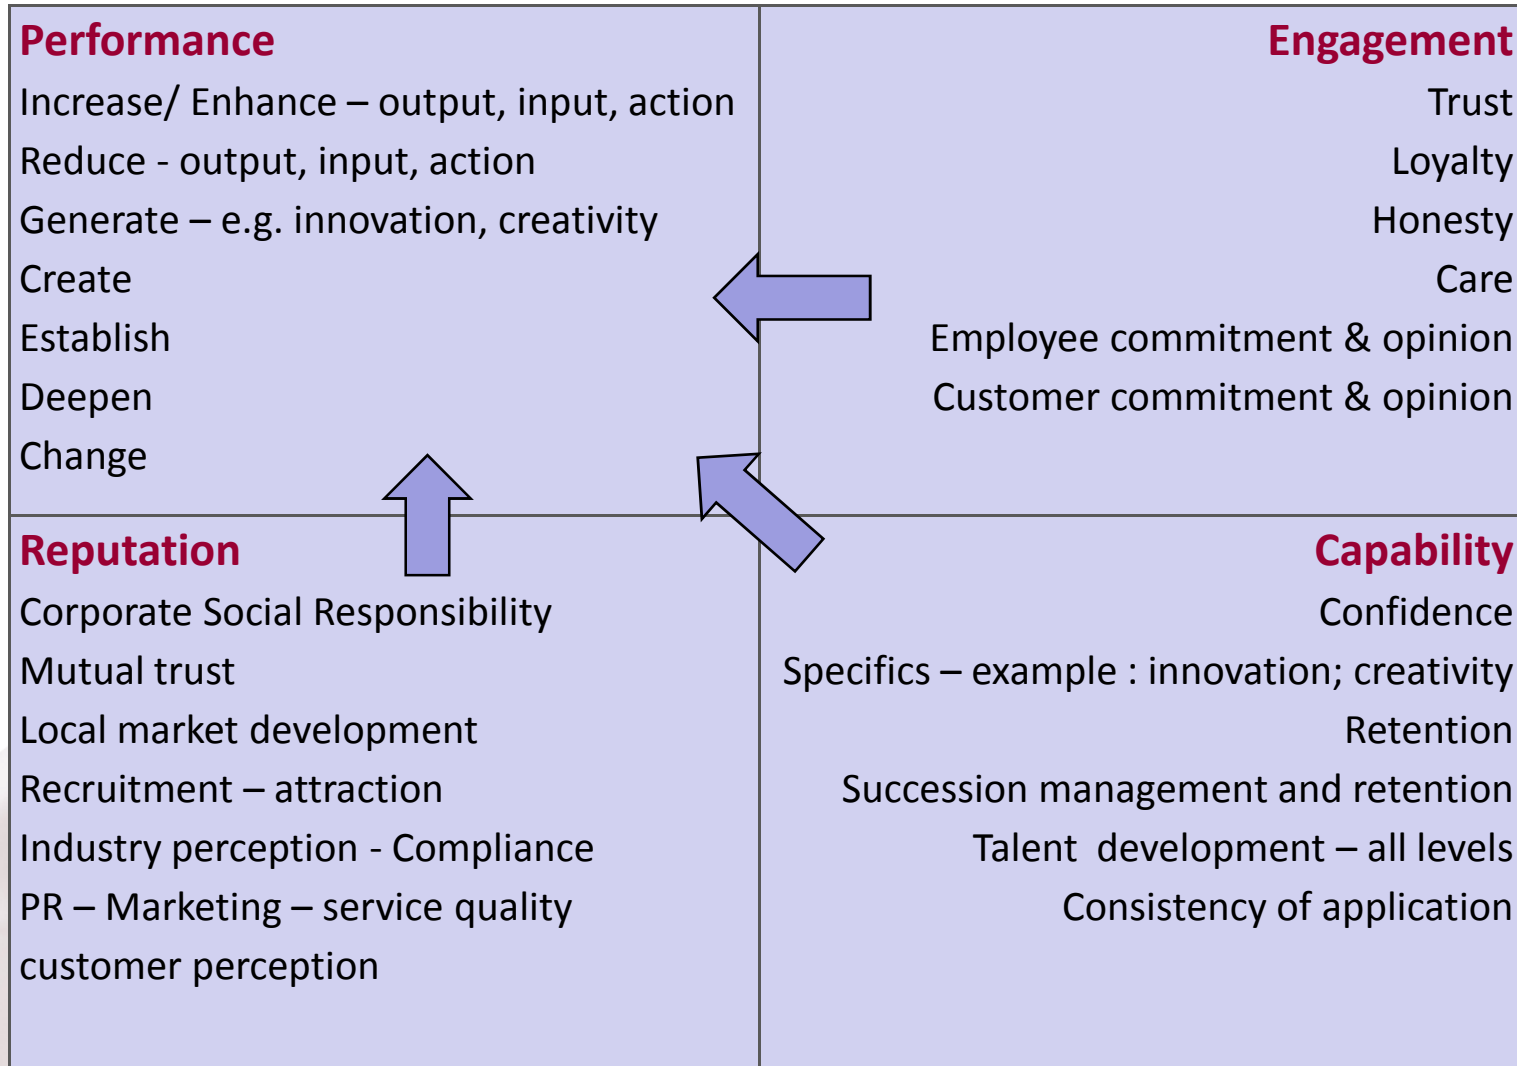 Performance
Increase/ Enhance – output, input, action
Reduce - output, input, action
Generate – e.g. innovation, creativity
Create
Establish
Deepen
Change
Engagement
Trust
Loyalty
Honesty
Care
Employee commitment & opinion
Customer commitment & opinion
Reputation
Corporate Social Responsibility
Mutual trust
Local market development
Recruitment – attraction
Industry perception - Compliance
PR – Marketing – service quality
customer perception
Capability
Confidence
Specifics – example : innovation; creativity
Retention
Succession management and retention
Talent  development – all levels
Consistency of application